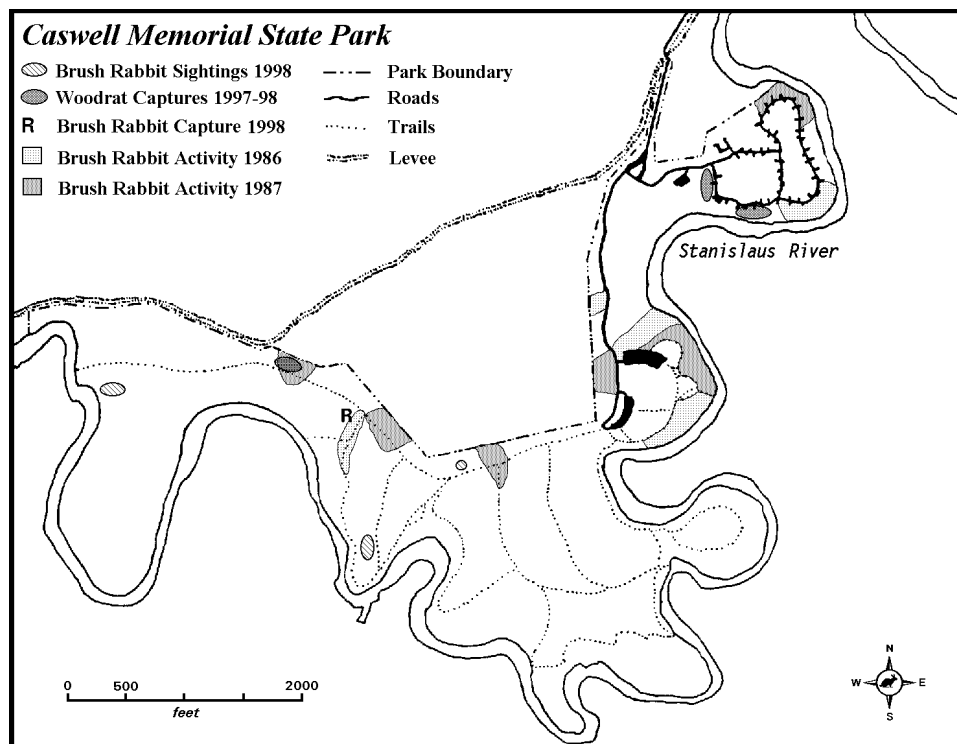 Caswell Memorial State Park
Brush Rabbit Sightings 1998
Woodrat Captures 1997-98
R Brush Rabbit Capture 1998
Brush Rabbit Activity 1986
Brush Rabbit Activity 1987
Park Boundary
Roads
Trails
Levee
Stanislaus River
R
0 500 2000
feet
N
W E
S